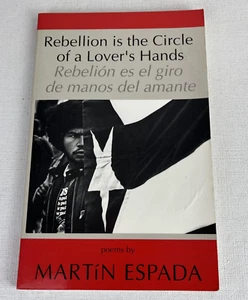 Rebellion is the Circle
of a Lover's Hands
Rebelión es el giro
de manos del amante
poems by
MARTíN ESPADA